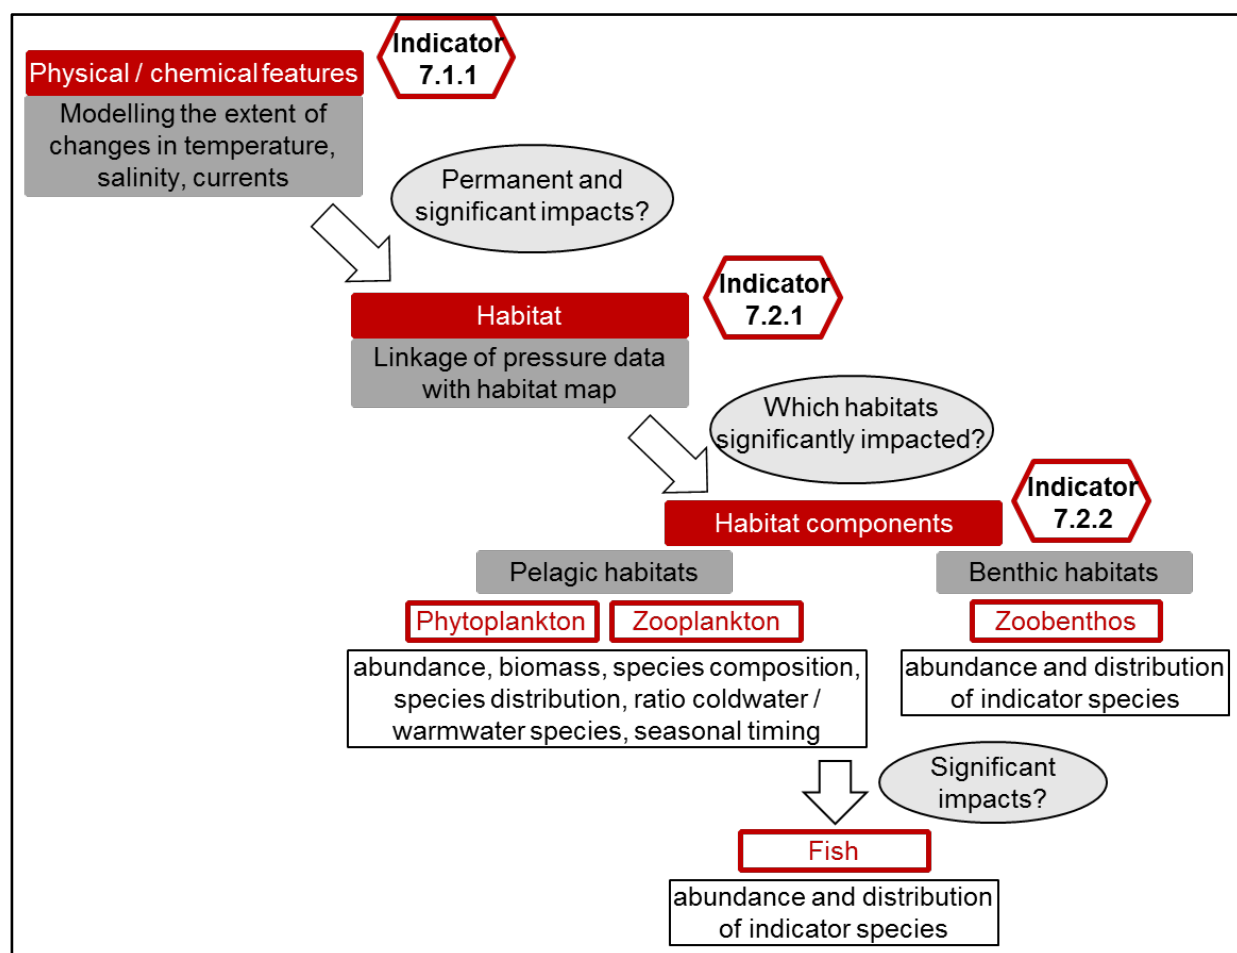 Indicator
7.1.1
Physical / chemical features
Modelling the extent of
changes in temperature,
salinity, currents
Permanent and
significant impacts?
Indicator
7.2.1
Habitat
Linkage of pressure data
with habitat map
Which habitats
significantly impacted?
Indicator
7.2.2
Habitat components
Pelagic habitats
Benthic habitats
Phytoplankton
Zooplankton
Zoobenthos
abundance, biomass, species composition,
species distribution, ratio coldwater /
warmwater species, seasonal timing
abundance and distribution
of indicator species
Significant
impacts?
Fish
abundance and distribution
of indicator species